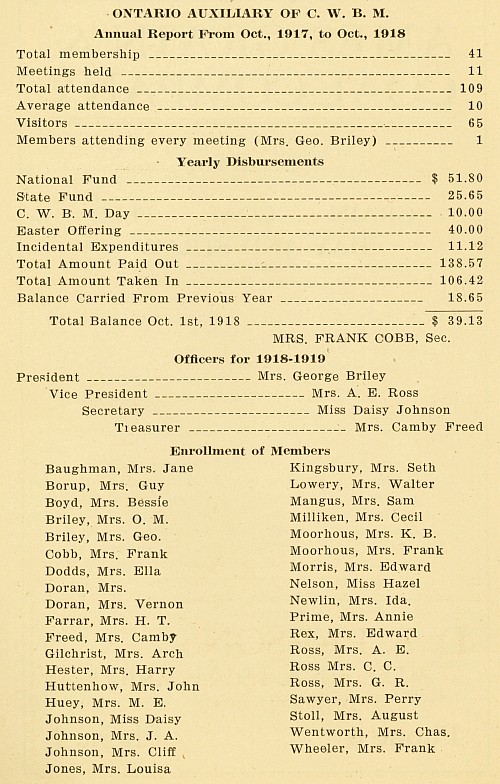 ONTARIO AUXILIARY OF C. W. B. M.
Annual Report From Oct., 1917, to Oct., 1918
Total membership 41
Meetings held 11
Total attendance 109
Average attendance 10
Visitors 65
Members attending every meeting (Mrs. Geo. Briley) 1
Yearly Disbursements
National Fund $ 51.80
State Fund 25.65
C. W. B. M. Day 10.00
Easter Offering 40.00
Incidental Expenditures 11.12
Total Amount Paid Out 138.57
Total Amount Taken In 106.42
Balance Carried From Previous Year 18.65
Total Balance Oct. 1st, 1918 $ 39.13
MRS. FRANK COBB, Sec.
Officers for 1918-1919
President Mrs. George Briley
Vice President Mrs. A. E. Ross
Secretary Miss Daisy Johnson
Treasurer Mrs. Camby Freed
Enrollment of Members
Baughman, Mrs. Jane
Borup, Mrs. Guy
Boyd, Mrs. Bessie
Briley, Mrs. O. M.
Briley, Mrs. Geo.
Cobb, Mrs. Frank
Dodds, Mrs. Ella
Doran, Mrs.
Doran, Mrs. Vernon
Farrar, Mrs. H. T.
Freed, Mrs. Camby
Gilchrist, Mrs. Arch
Hester, Mrs. Harry
Huttenhow, Mrs. John
Huey, Mrs. M. E.
Johnson, Miss Daisy
Johnson, Mrs. J. A.
Johnson, Mrs. Cliff
Jones, Mrs. Louisa
Kingsbury, Mrs. Seth
Lowery, Mrs. Walter
Mangus, Mrs. Sam
Milliken, Mrs. Cecil
Moorhous, Mrs. K. B.
Moorhous, Mrs. Frank
Morris, Mrs. Edward
Nelson, Miss Hazel
Newlin, Mrs. Ida.
Prime, Mrs. Annie
Rex, Mrs. Edward
Ross, Mrs. A. E.
Ross Mrs. C. C.
Ross, Mrs. G. R.
Sawyer, Mrs. Perry
Stoll, Mrs. August
Wentworth, Mrs. Chas.
Wheeler, Mrs. Frank